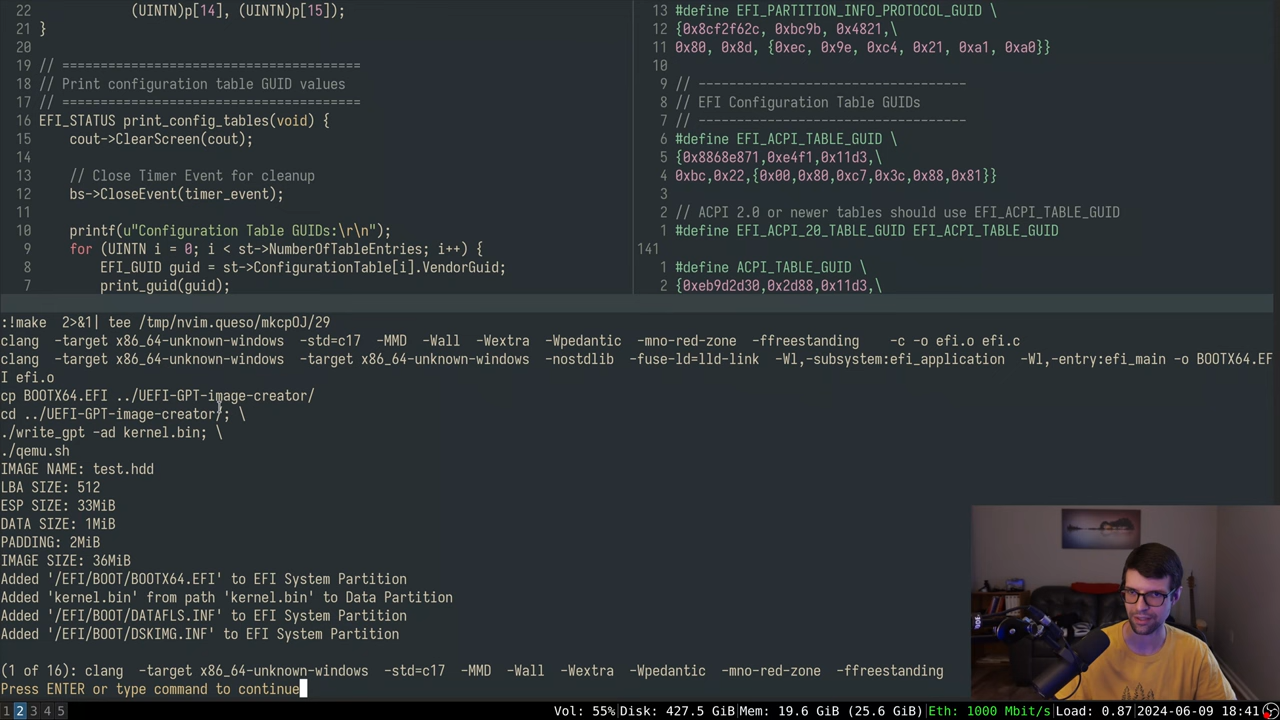 22             (UINTN)p[14], (UINTN)p[15]);
21 }
20
19 // =======================================
18 // Print configuration table GUID values
17 // =======================================
16 EFI_STATUS print_config_tables(void) {
15     cout->ClearScreen(cout);
14
13     // Close Timer Event for cleanup
12     bs->CloseEvent(timer_event);
11
10     printf(u"Configuration Table GUIDs:\r\n");
9     for (UINTN i = 0; i < st->NumberOfTableEntries; i++) {
8         EFI_GUID guid = st->ConfigurationTable[i].VendorGuid;
7         print_guid(guid);
13 #define EFI_PARTITION_INFO_PROTOCOL_GUID \
12 {0x8cf2f62c, 0xbc9b, 0x4821,\
11 0x80, 0x8d, {0xec, 0x9e, 0xc4, 0x21, 0xa1, 0xa0}}
10
9 // ----------------------------------
8 // EFI Configuration Table GUIDs
7 // ----------------------------------
6 #define EFI_ACPI_TABLE_GUID \
5 {0x8868e871,0xe4f1,0x11d3,\
4 0xbc,0x22,{0x00,0x80,0xc7,0x3c,0x88,0x81}}
3
2 // ACPI 2.0 or newer tables should use EFI_ACPI_TABLE_GUID
1 #define EFI_ACPI_20_TABLE_GUID EFI_ACPI_TABLE_GUID
141
1 #define ACPI_TABLE_GUID \
2 {0xeb9d2d30,0x2d88,0x11d3,\
:!make  2>&1| tee /tmp/nvim.queso/mkcpOJ/29
clang  -target x86_64-unknown-windows  -std=c17  -MMD  -Wall  -Wextra  -Wpedantic  -mno-red-zone  -ffreestanding    -c -o efi.o efi.c
clang  -target x86_64-unknown-windows  -target x86_64-unknown-windows  -nostdlib  -fuse-ld=lld-link  -Wl,-subsystem:efi_application  -Wl,-entry:efi_main -o BOOTX64.EF
I efi.o
cp BOOTX64.EFI ../UEFI-GPT-image-creator/
cd ../UEFI-GPT-image-creator/; \
./write_gpt -ad kernel.bin; \
./qemu.sh
IMAGE NAME: test.hdd
LBA SIZE: 512
ESP SIZE: 33MiB
DATA SIZE: 1MiB
PADDING: 2MiB
IMAGE SIZE: 36MiB
Added '/EFI/BOOT/BOOTX64.EFI' to EFI System Partition
Added 'kernel.bin' from path 'kernel.bin' to Data Partition
Added '/EFI/BOOT/DATAFLS.INF' to EFI System Partition
Added '/EFI/BOOT/DSKIMG.INF' to EFI System Partition
(1 of 16): clang  -target x86_64-unknown-windows  -std=c17  -MMD  -Wall  -Wextra  -Wpedantic  -mno-red-zone  -ffreestanding
Press ENTER or type command to continue
1 2 3 4 5 Vol: 55% Disk: 427.5 GiB Mem: 19.6 GiB (25.6 GiB) Eth: 1000 Mbit/s Load: 0.87 2024-06-09 18:41